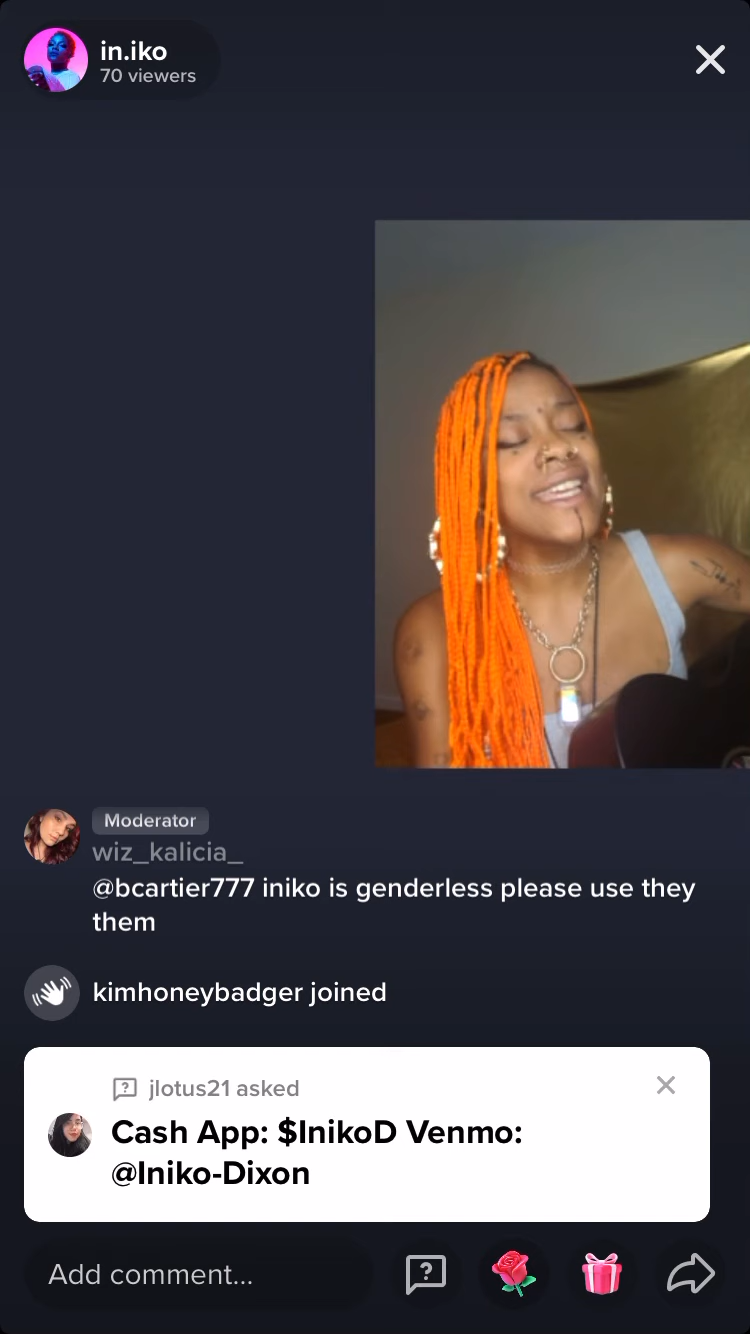 in.iko
70 viewers
Moderator
wiz_kalicia_
@bcartier777 iniko is genderless please use they
them
kimhoneybadger joined
jlotus21 asked
Cash App: $InikoD Venmo:
@Iniko-Dixon
Add comment...